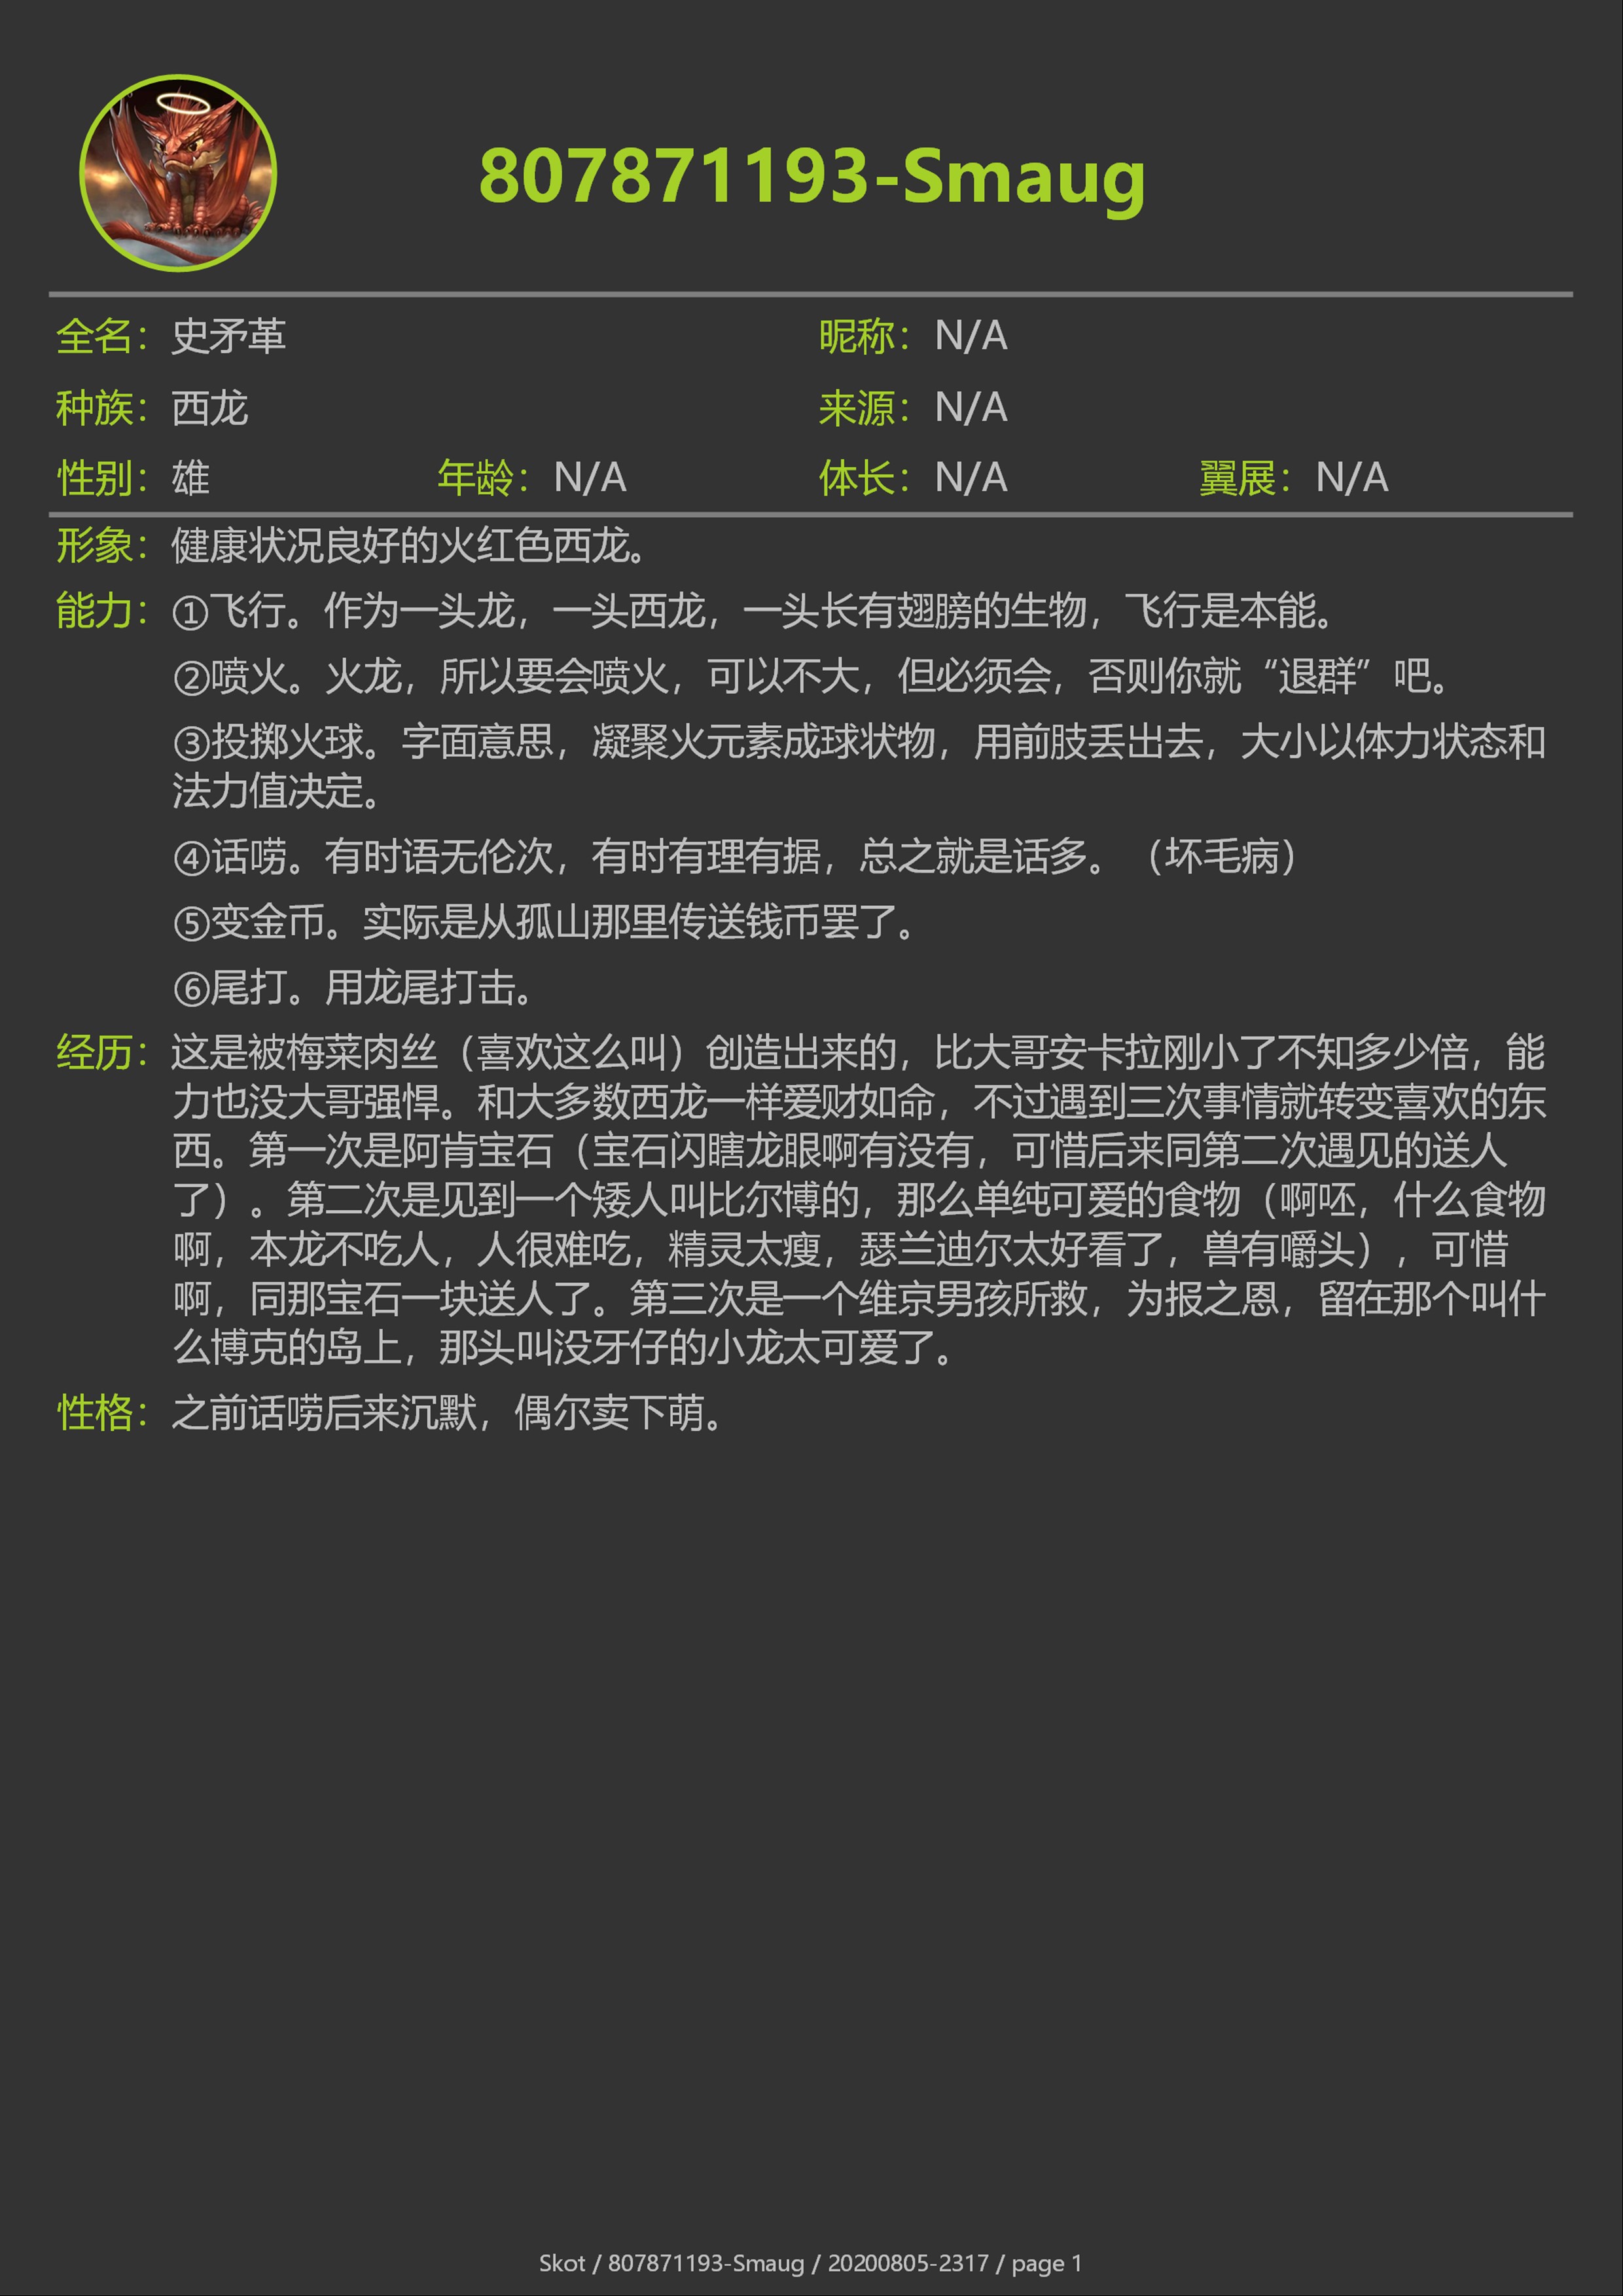 807871193-Smaug
全名：史矛革 昵称：N/A
种族：西龙 来源：N/A
性别：雄 年龄：N/A 体长：N/A 翼展：N/A
形象：健康状况良好的火红色西龙。
能力：①飞行。作为一头龙，一头西龙，一头长有翅膀的生物，飞行是本能。
②喷火。火龙，所以要会喷火，可以不大，但必须会，否则你就“退群”吧。
③投掷火球。字面意思，凝聚火元素成球状物，用前肢丢出去，大小以体力状态和
法力值决定。
④话唠。有时语无伦次，有时有理有据，总之就是话多。（坏毛病）
⑤变金币。实际是从孤山那里传送钱币罢了。
⑥尾打。用龙尾打击。
经历：这是被梅菜肉丝（喜欢这么叫）创造出来的，比大哥安卡拉刚小了不知多少倍，能
力也没大哥强悍。和大多数西龙一样爱财如命，不过遇到三次事情就转变喜欢的东
西。第一次是阿肯宝石（宝石闪瞎龙眼啊有没有，可惜后来同第二次遇见的送人
了）。第二次是见到一个矮人叫比尔博的，那么单纯可爱的食物（啊呸，什么食物
啊，本龙不吃人，人很难吃，精灵太瘦，瑟兰迪尔太好看了，兽有嚼头），可惜
啊，同那宝石一块送人了。第三次是一个维京男孩所救，为报之恩，留在那个叫什
么博克的岛上，那头叫没牙仔的小龙太可爱了。
性格：之前话唠后来沉默，偶尔卖下萌。
Skot / 807871193-Smaug / 20200805-2317 / page 1